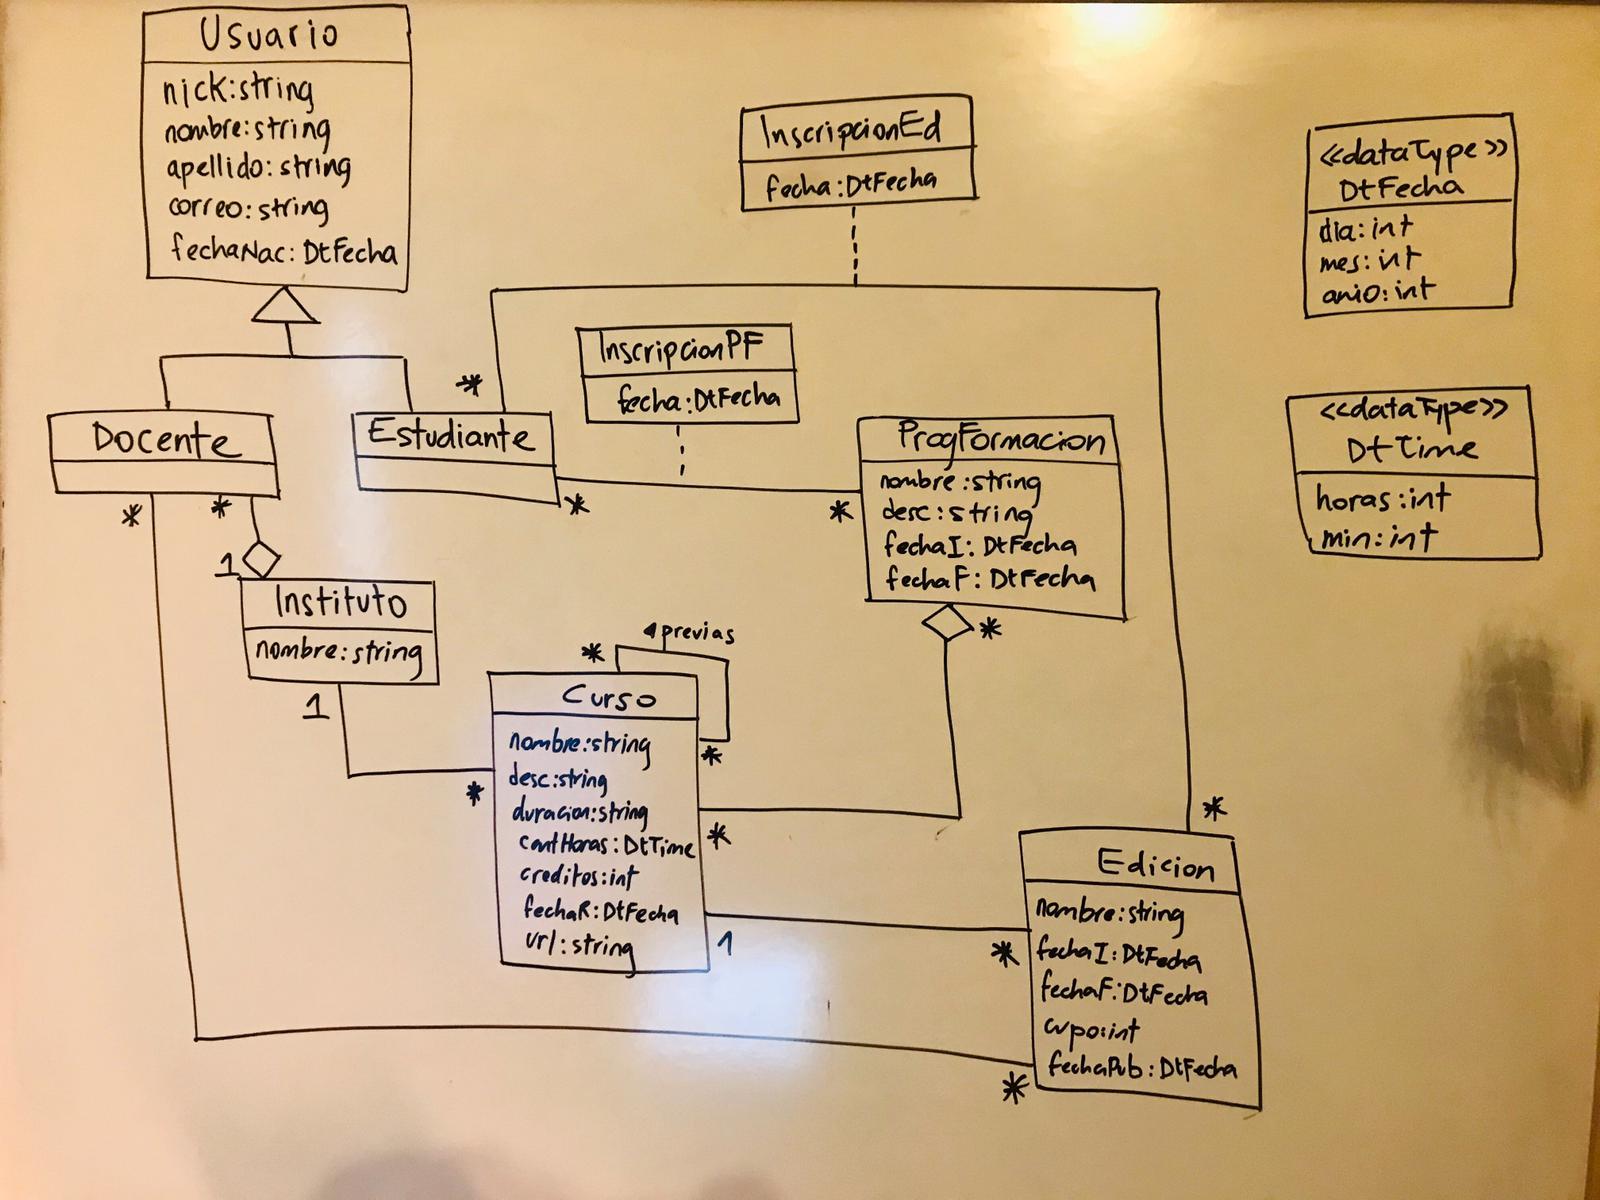 Usuario
nick:string
nombre:string
apellido:string
correo:string
fechaNac: DtFecha
InscripcionEd
fecha:DtFecha
<<dataType>>
DtFecha
dia:int
mes:int
anio:int
InscripcionPF
fecha:DtFecha
<<dataType>>
DtTime
horas:int
min:int
Docente
Estudiante
*
ProgFormacion
nombre:string
desc:string
fechaI: DtFecha
fechaF: DtFecha
*
*
*
*
1
Instituto
nombre:string
1
previas
*
*
*
Curso
nombre:string
desc:string
duracion:string
cantHoras:DtTime
creditos:int
fechaR:DtFecha
url:string
*
*
1
*
Edicion
nombre:string
fechaI:DtFecha
fechaF:DtFecha
cupo:int
fechaPub:DtFecha
*
*